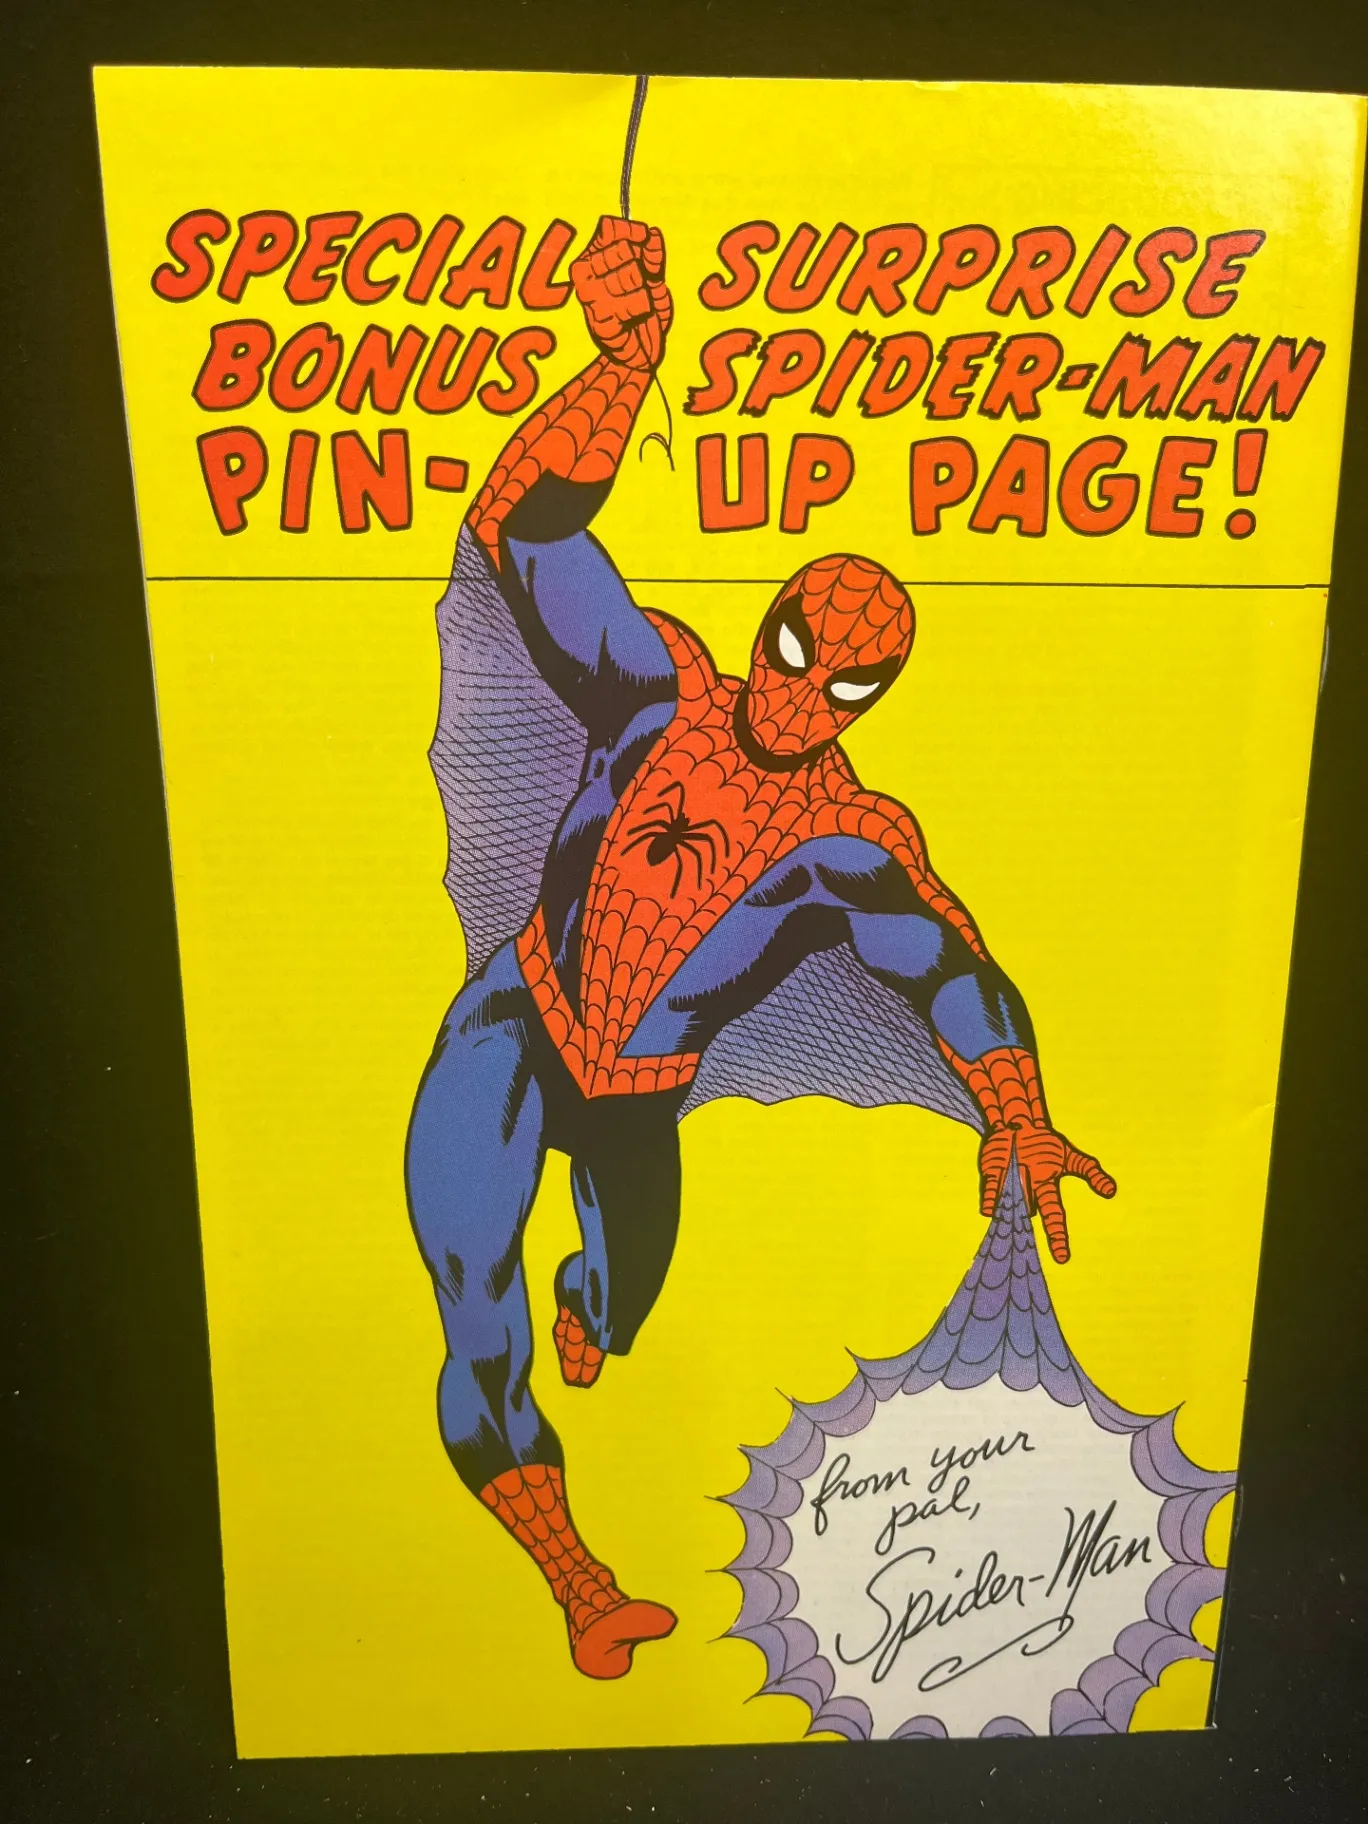 SPECIAL SURPRISE
BONUS SPIDER-MAN
PIN-UP PAGE!
from your
pal,
Spider-Man